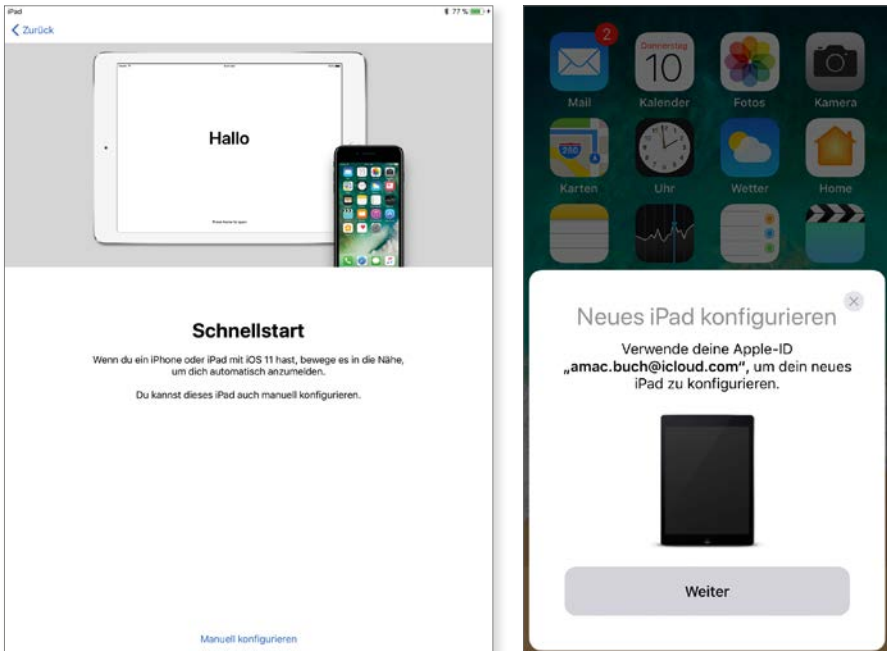 iPad
77 %
Zurück
Hallo
Schnellstart
Wenn du ein iPhone oder iPad mit iOS 11 hast, bewege es in die Nähe,
um dich automatisch anzumelden.
Du kannst dieses iPad auch manuell konfigurieren.
Manuell konfigurieren
2
Donnerstag
10
Mail
Kalender
Fotos
Kamera
280
Karten
Uhr
Wetter
Home
Neues iPad konfigurieren
Verwende deine Apple-ID
„amac.buch@icloud.com“, um dein neues
iPad zu konfigurieren.
Weiter